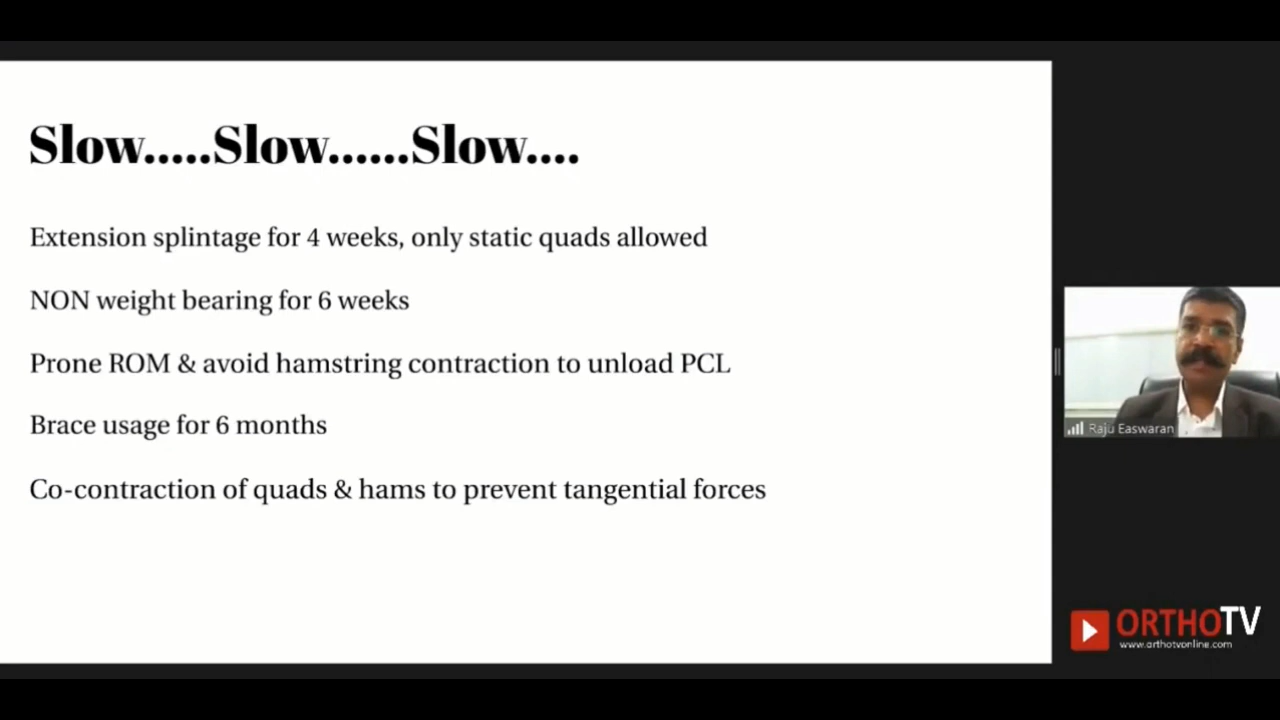 Slow.....Slow......Slow....
Extension splintage for 4 weeks, only static quads allowed
NON weight bearing for 6 weeks
Prone ROM & avoid hamstring contraction to unload PCL
Brace usage for 6 months
Co-contraction of quads & hams to prevent tangential forces
Raju Easwaran
ORTHOTV
www.orthotvonline.com